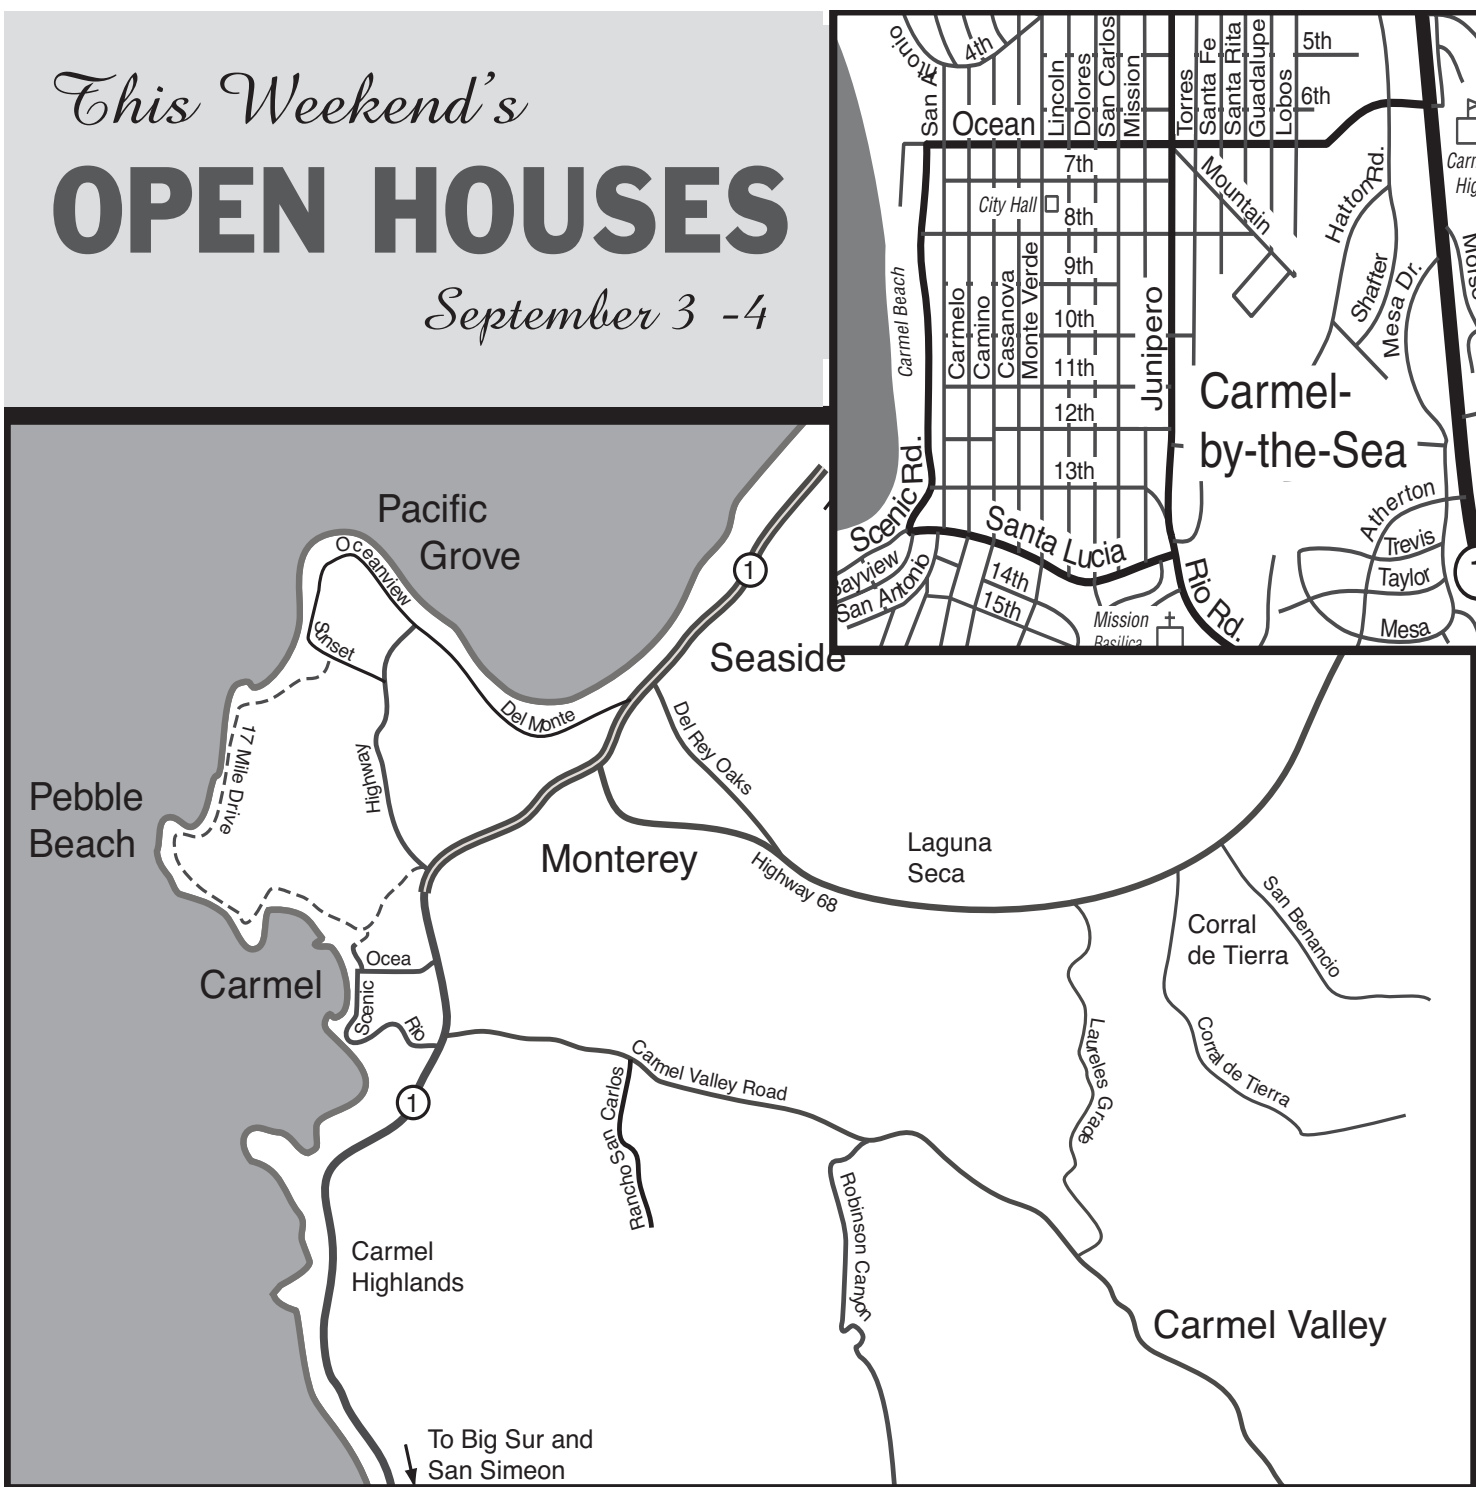 This Weekend's
OPEN HOUSES
September 3 -4
San Antonio
4th
Lincoln
Dolores
San Carlos
Mission
Torres
Santa Fe
Santa Rita
Guadalupe
Lobos
5th
6th
Ocean
7th
City Hall
8th
9th
10th
11th
12th
13th
Mountain
Hatton Rd.
Shafter
Mesa Dr.
Carmel Beach
Carmelo
Camino
Casanova
Monte Verde
Junipero
Carmel-
by-the-Sea
Scenic Rd.
Santa Lucia
Bayview
San Antonio
14th
15th
Mission
Basilica
Rio Rd.
Atherton
Trevis
Taylor
Mesa
Pacific
Grove
Oceanview
Sunset
1
Seaside
Del Monte
17 Mile Drive
Highway
Del Rey Oaks
Pebble
Beach
Monterey
Highway 68
Laguna
Seca
San Benancio
Corral
de Tierra
Carmel
Ocea
Scenic
Rio
1
Carmel Valley Road
Rancho San Carlos
Laureles Grade
Corral de Tierra
Robinson Canyon
Carmel
Highlands
Carmel Valley
To Big Sur and
San Simeon